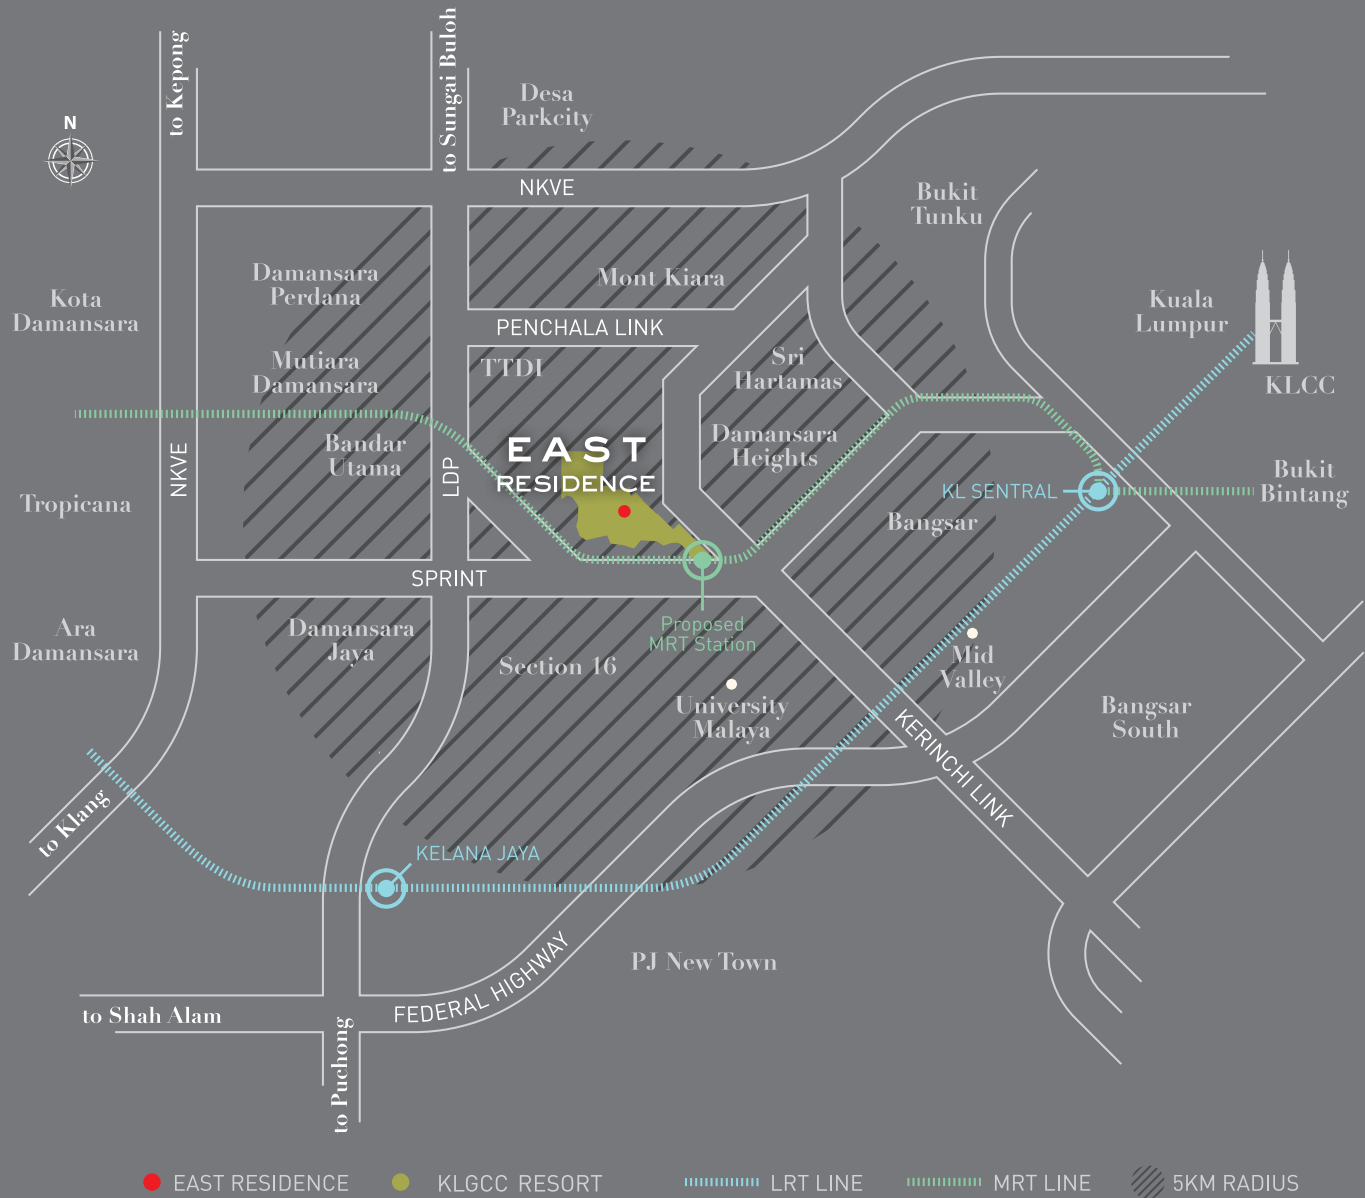 to Kepong
to Sungai Buloh
Desa
Parkcity
N
NKVE
Bukit
Tunku
Damansara
Perdana
Mont Kiara
Kota
Damansara
Kuala
Lumpur
PENCHALA LINK
Mutiara
Damansara
TTDI
Sri
Hartamas
KLCC
Bandar
Utama
EAST
RESIDENCE
Damansara
Heights
NKVE
LDP
Tropicana
KL SENTRAL
Bukit
Bintang
Bangsar
SPRINT
Ara
Damansara
Damansara
Jaya
Section 16
Proposed
MRT Station
Mid
Valley
University
Malaya
Bangsar
South
KERINCHI LINK
to Klang
KELANA JAYA
PJ New Town
FEDERAL HIGHWAY
to Shah Alam
to Puchong
EAST RESIDENCE
KLGCC RESORT
LRT LINE
MRT LINE
5KM RADIUS